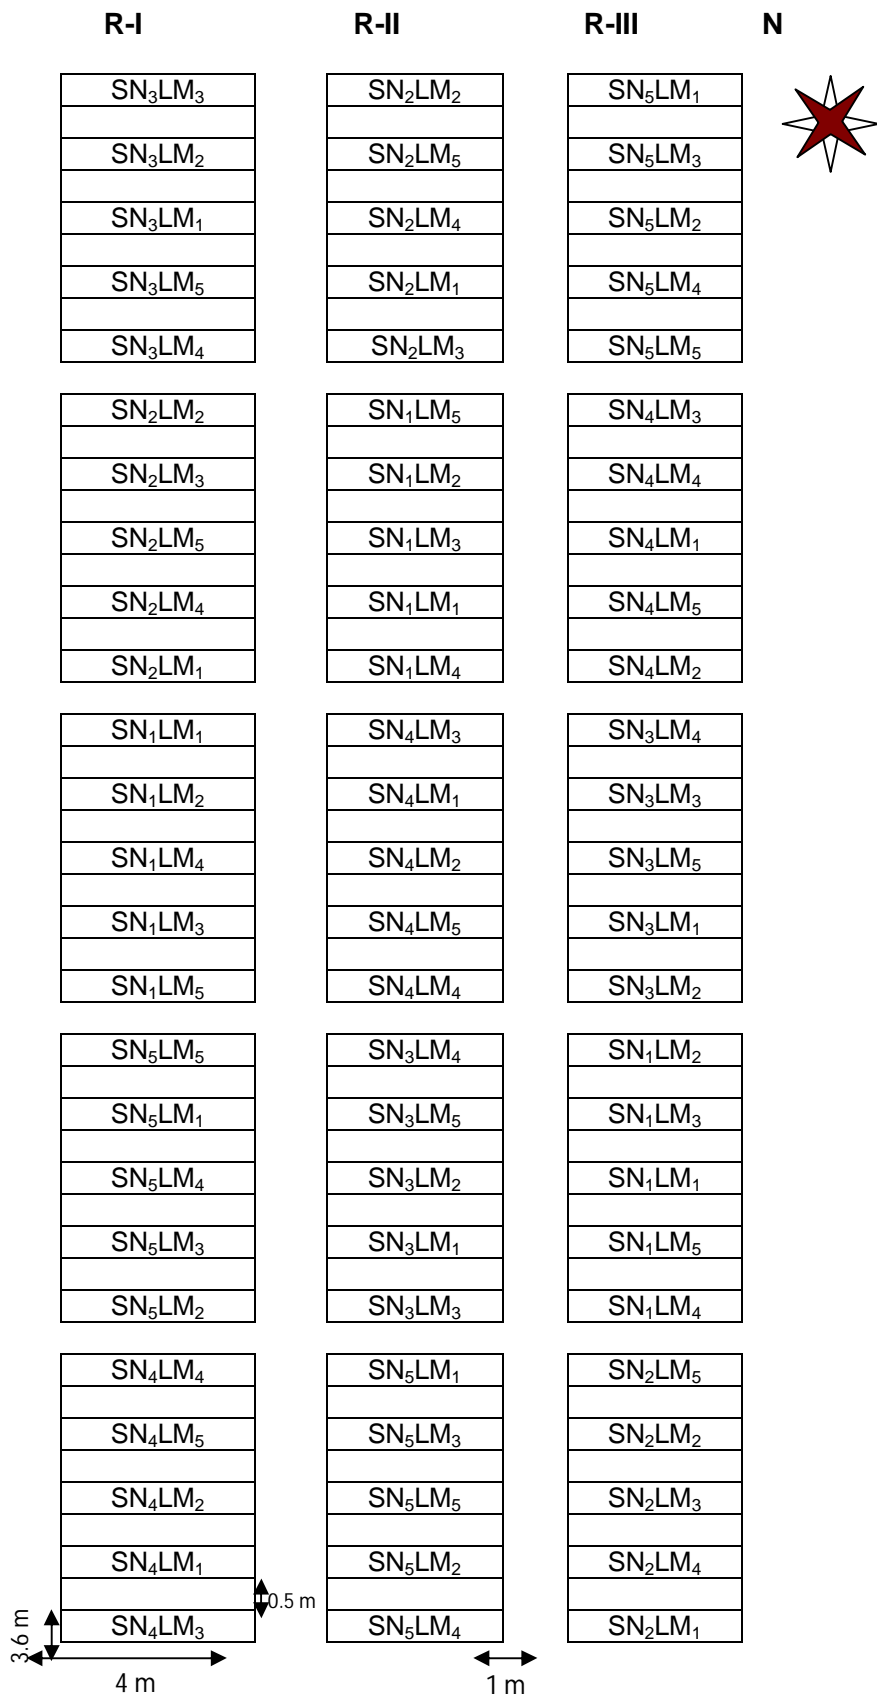 R-I R-II R-III N
SN₃LM₃ SN₂LM₂ SN₅LM₁
SN₃LM₂ SN₂LM₅ SN₅LM₃
SN₃LM₁ SN₂LM₄ SN₅LM₂
SN₃LM₅ SN₂LM₁ SN₅LM₄
SN₃LM₄ SN₂LM₃ SN₅LM₅
SN₂LM₂ SN₁LM₅ SN₄LM₃
SN₂LM₃ SN₁LM₂ SN₄LM₄
SN₂LM₅ SN₁LM₃ SN₄LM₁
SN₂LM₄ SN₁LM₁ SN₄LM₅
SN₂LM₁ SN₁LM₄ SN₄LM₂
SN₁LM₁ SN₄LM₃ SN₃LM₄
SN₁LM₂ SN₄LM₁ SN₃LM₃
SN₁LM₄ SN₄LM₂ SN₃LM₅
SN₁LM₃ SN₄LM₅ SN₃LM₁
SN₁LM₅ SN₄LM₄ SN₃LM₂
SN₅LM₅ SN₃LM₄ SN₁LM₂
SN₅LM₁ SN₃LM₅ SN₁LM₃
SN₅LM₄ SN₃LM₂ SN₁LM₁
SN₅LM₃ SN₃LM₁ SN₁LM₅
SN₅LM₂ SN₃LM₃ SN₁LM₄
SN₄LM₄ SN₅LM₁ SN₂LM₅
SN₄LM₅ SN₅LM₃ SN₂LM₂
SN₄LM₂ SN₅LM₅ SN₂LM₃
SN₄LM₁ SN₅LM₂ SN₂LM₄
0.5 m
3.6 m
SN₄LM₃ SN₅LM₄ SN₂LM₁
4 m 1 m